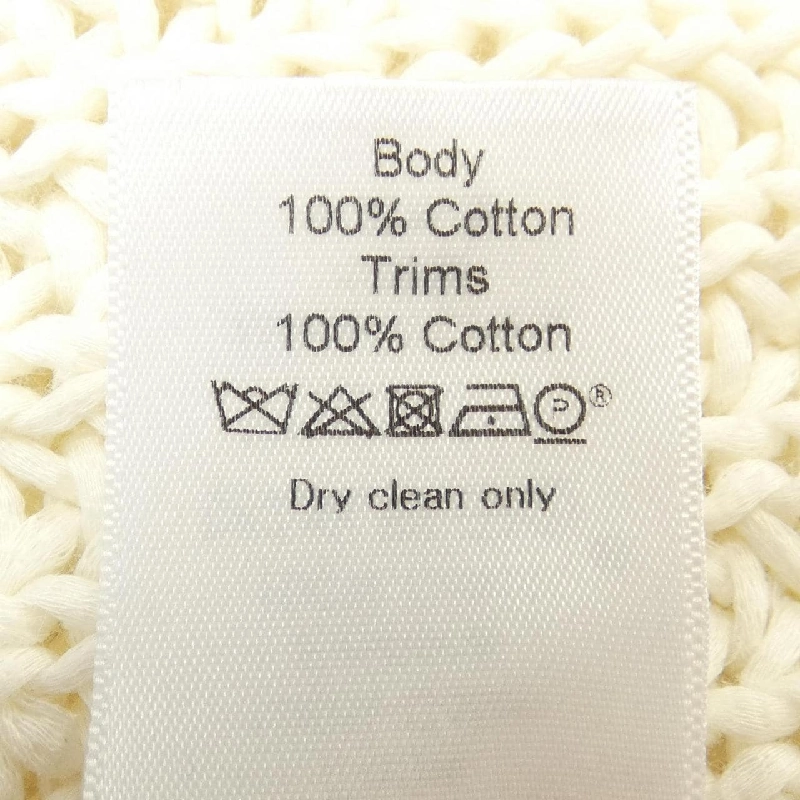 Body
100% Cotton
Trims
100% Cotton
P ®
Dry clean only